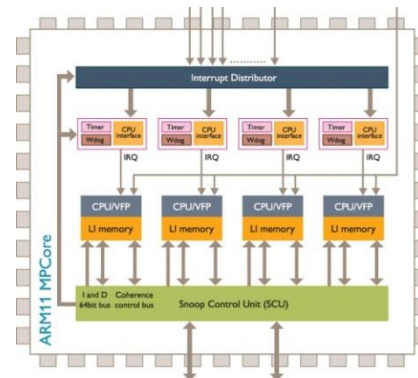 Interrupt Distributor
Timer
Wdog
CPU
interface
Timer
Wdog
CPU
interface
Timer
Wdog
CPU
interface
Timer
Wdog
CPU
interface
IRQ
IRQ
IRQ
IRQ
CPU/VFP
LI memory
CPU/VFP
LI memory
CPU/VFP
LI memory
CPU/VFP
LI memory
I and D
64bit bus
Coherence
control bus
Snoop Control Unit (SCU)
ARM11 MPCore